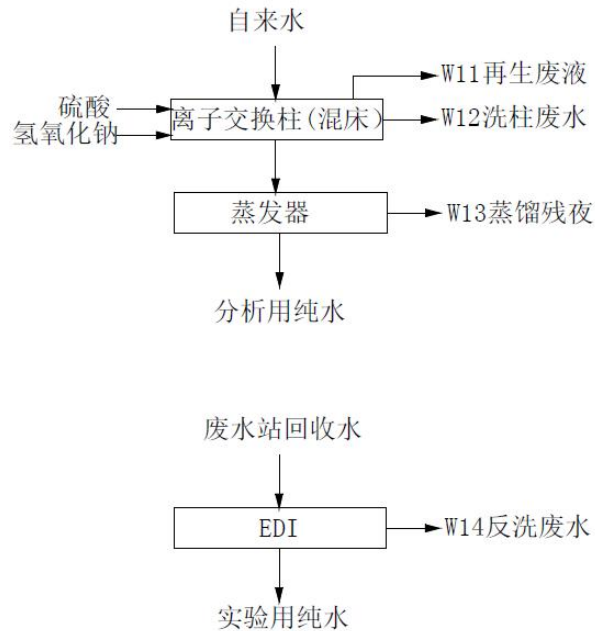 自来水
W11再生废液
硫酸
氢氧化钠
离子交换柱(混床)
W12洗柱废水
蒸发器
W13蒸馏残夜
分析用纯水
废水站回收水
EDI
W14反洗废水
实验用纯水